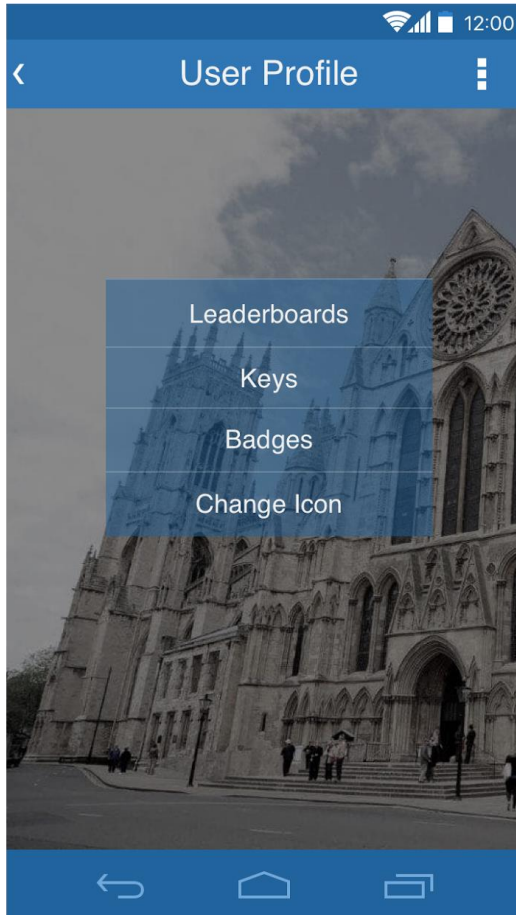 12:00
User Profile
Leaderboards
Keys
Badges
Change Icon